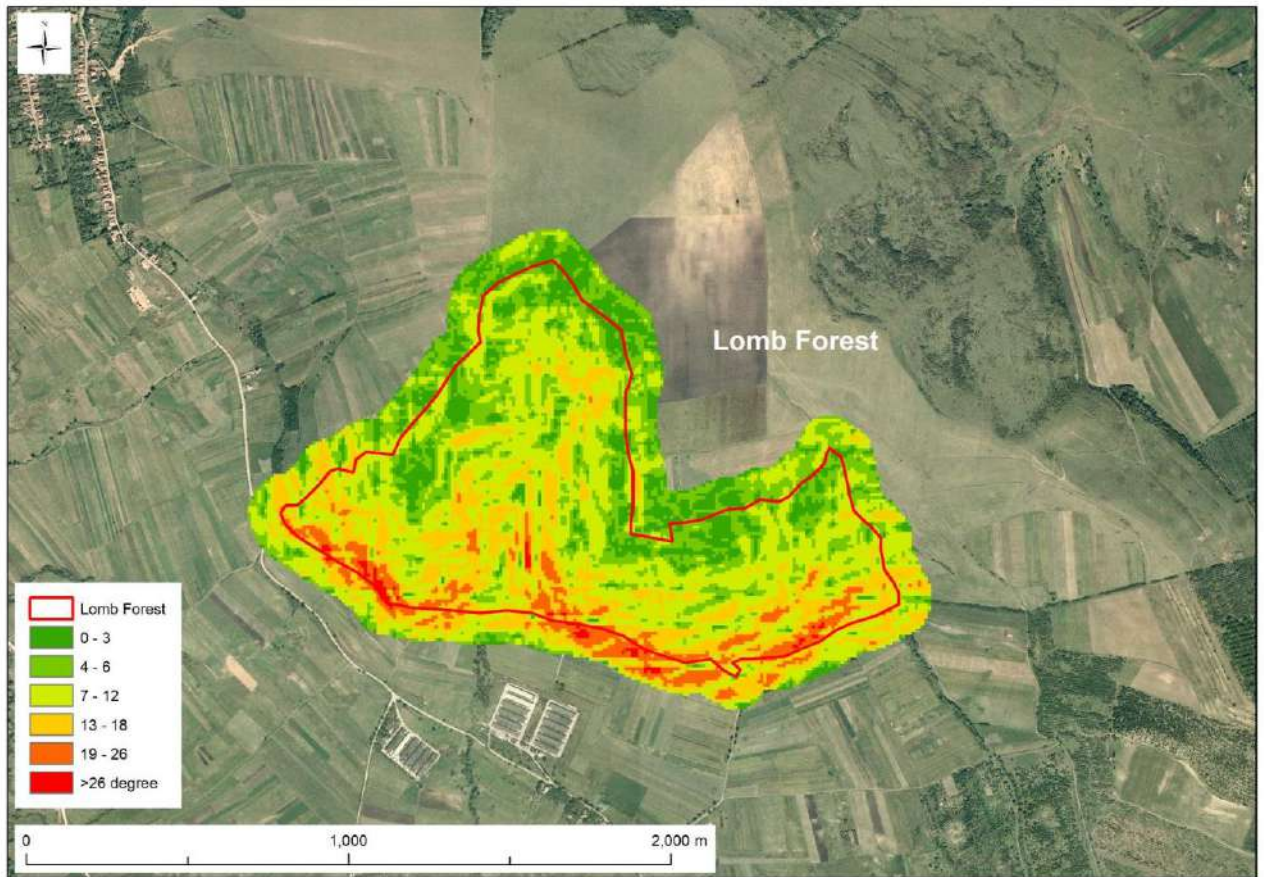 N
Lomb Forest
Lomb Forest
0 - 3
4 - 6
7 - 12
13 - 18
19 - 26
>26 degree
0 1,000 2,000 m